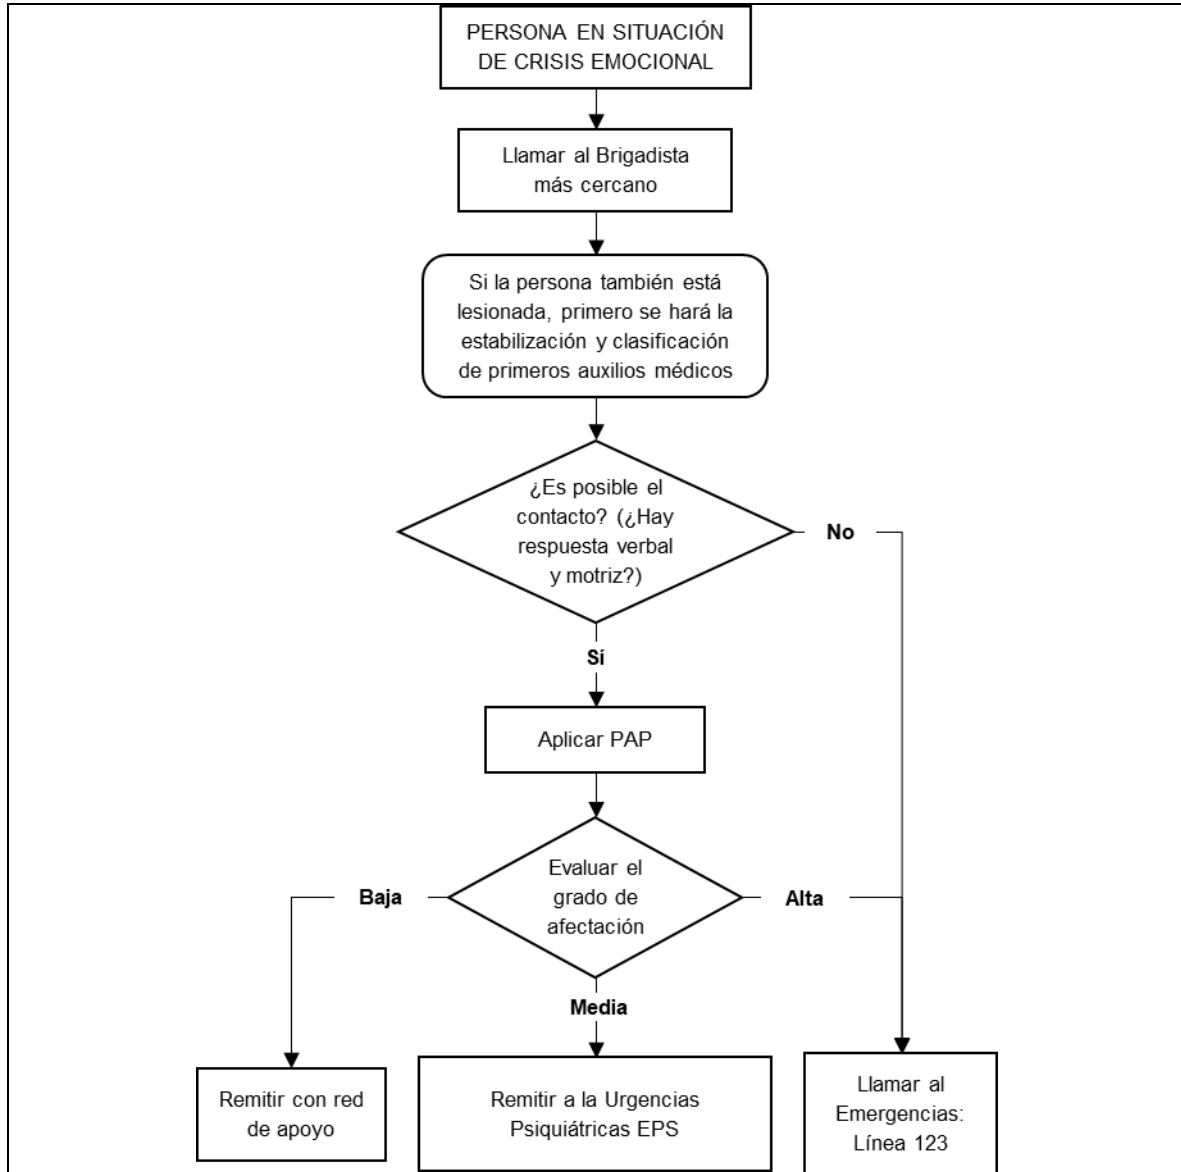 PERSONA EN SITUACIÓN
DE CRISIS EMOCIONAL
Llamar al Brigadista
más cercano
Si la persona también está
lesionada, primero se hará la
estabilización y clasificación
de primeros auxilios médicos
¿Es posible el
contacto? (¿Hay
respuesta verbal
y motriz?)
No
Sí
Aplicar PAP
Evaluar el
grado de
afectación
Baja
Alta
Media
Remitir con red
de apoyo
Remitir a la Urgencias
Psiquiátricas EPS
Llamar al
Emergencias:
Línea 123